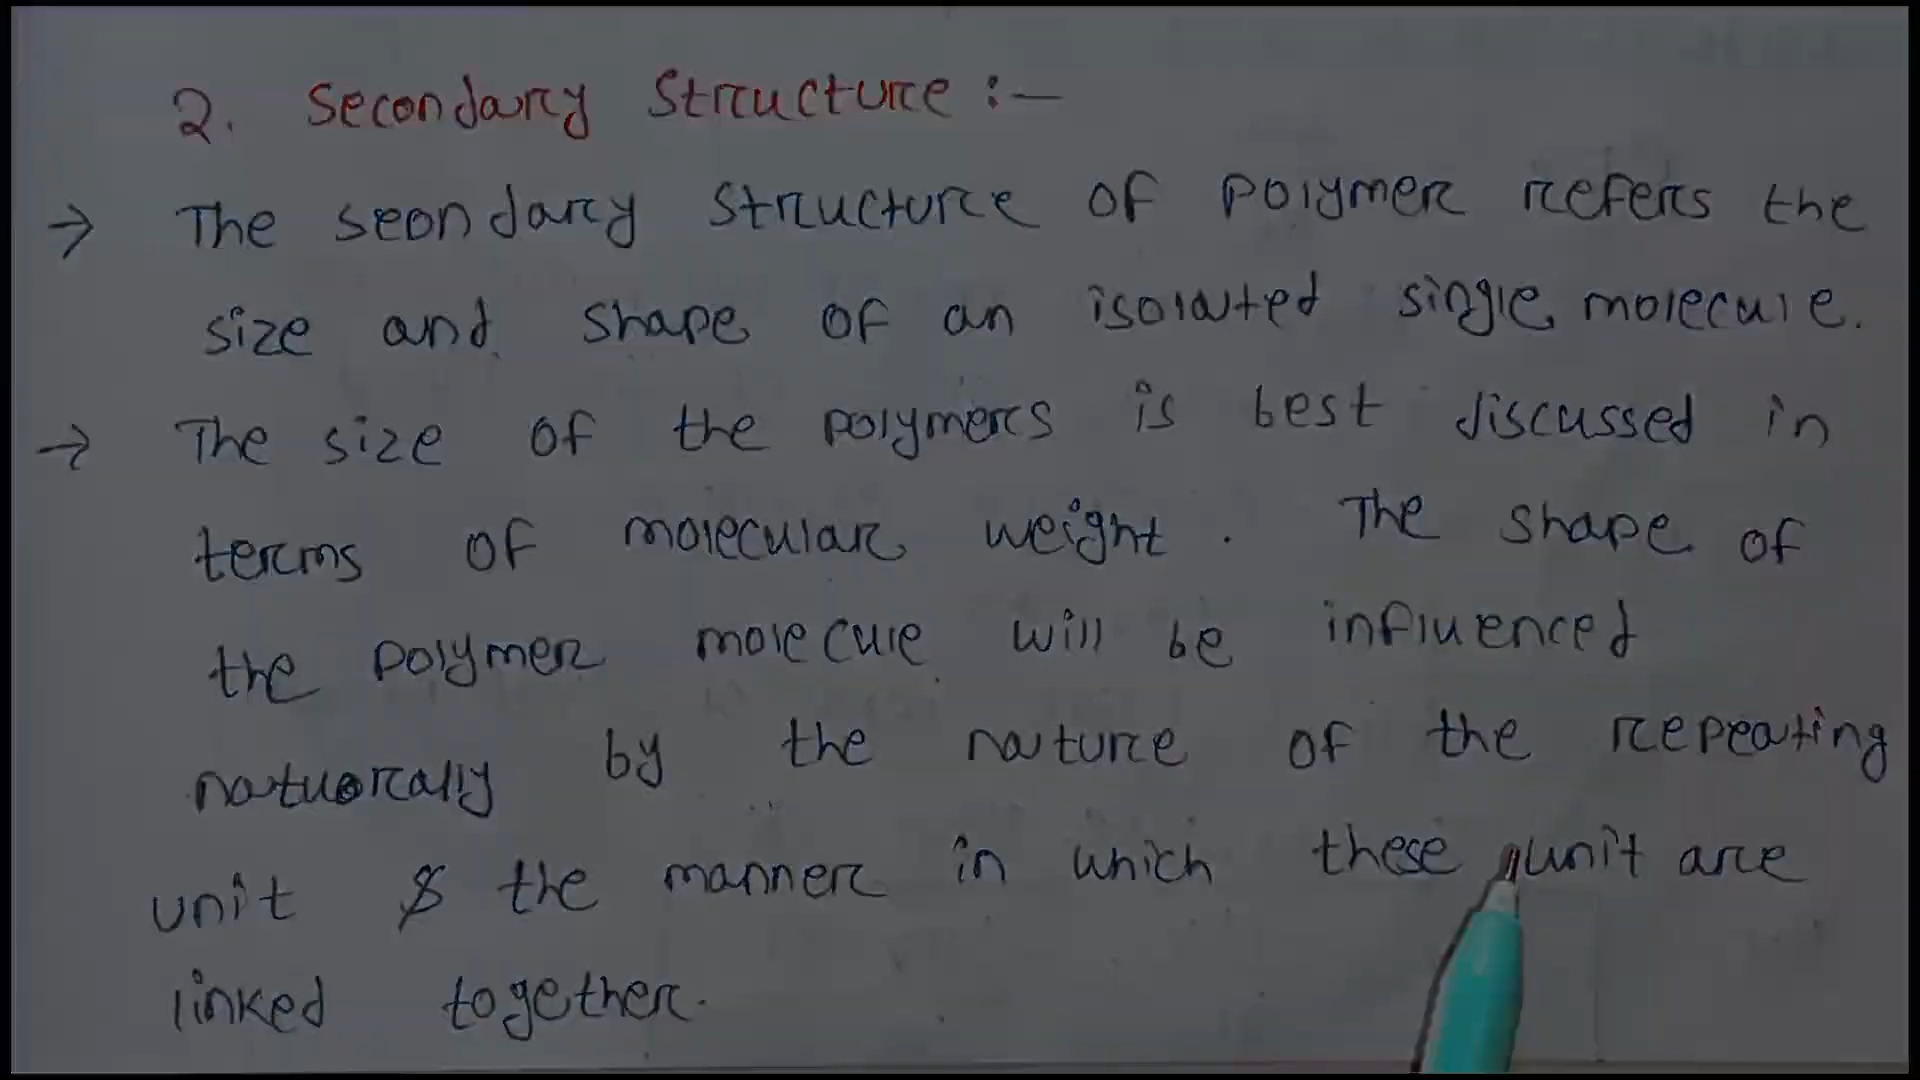 2. Secondary Structure :-
→ The seondary structure of polymer refers the
size and shape of an isolated single molecule.
→ The size of the polymers is best discussed in
terms of molecular weight. The shape of
the polymer molecule will be influenced
naturally by the nature of the repeating
unit & the manner in which these unit are
linked together.